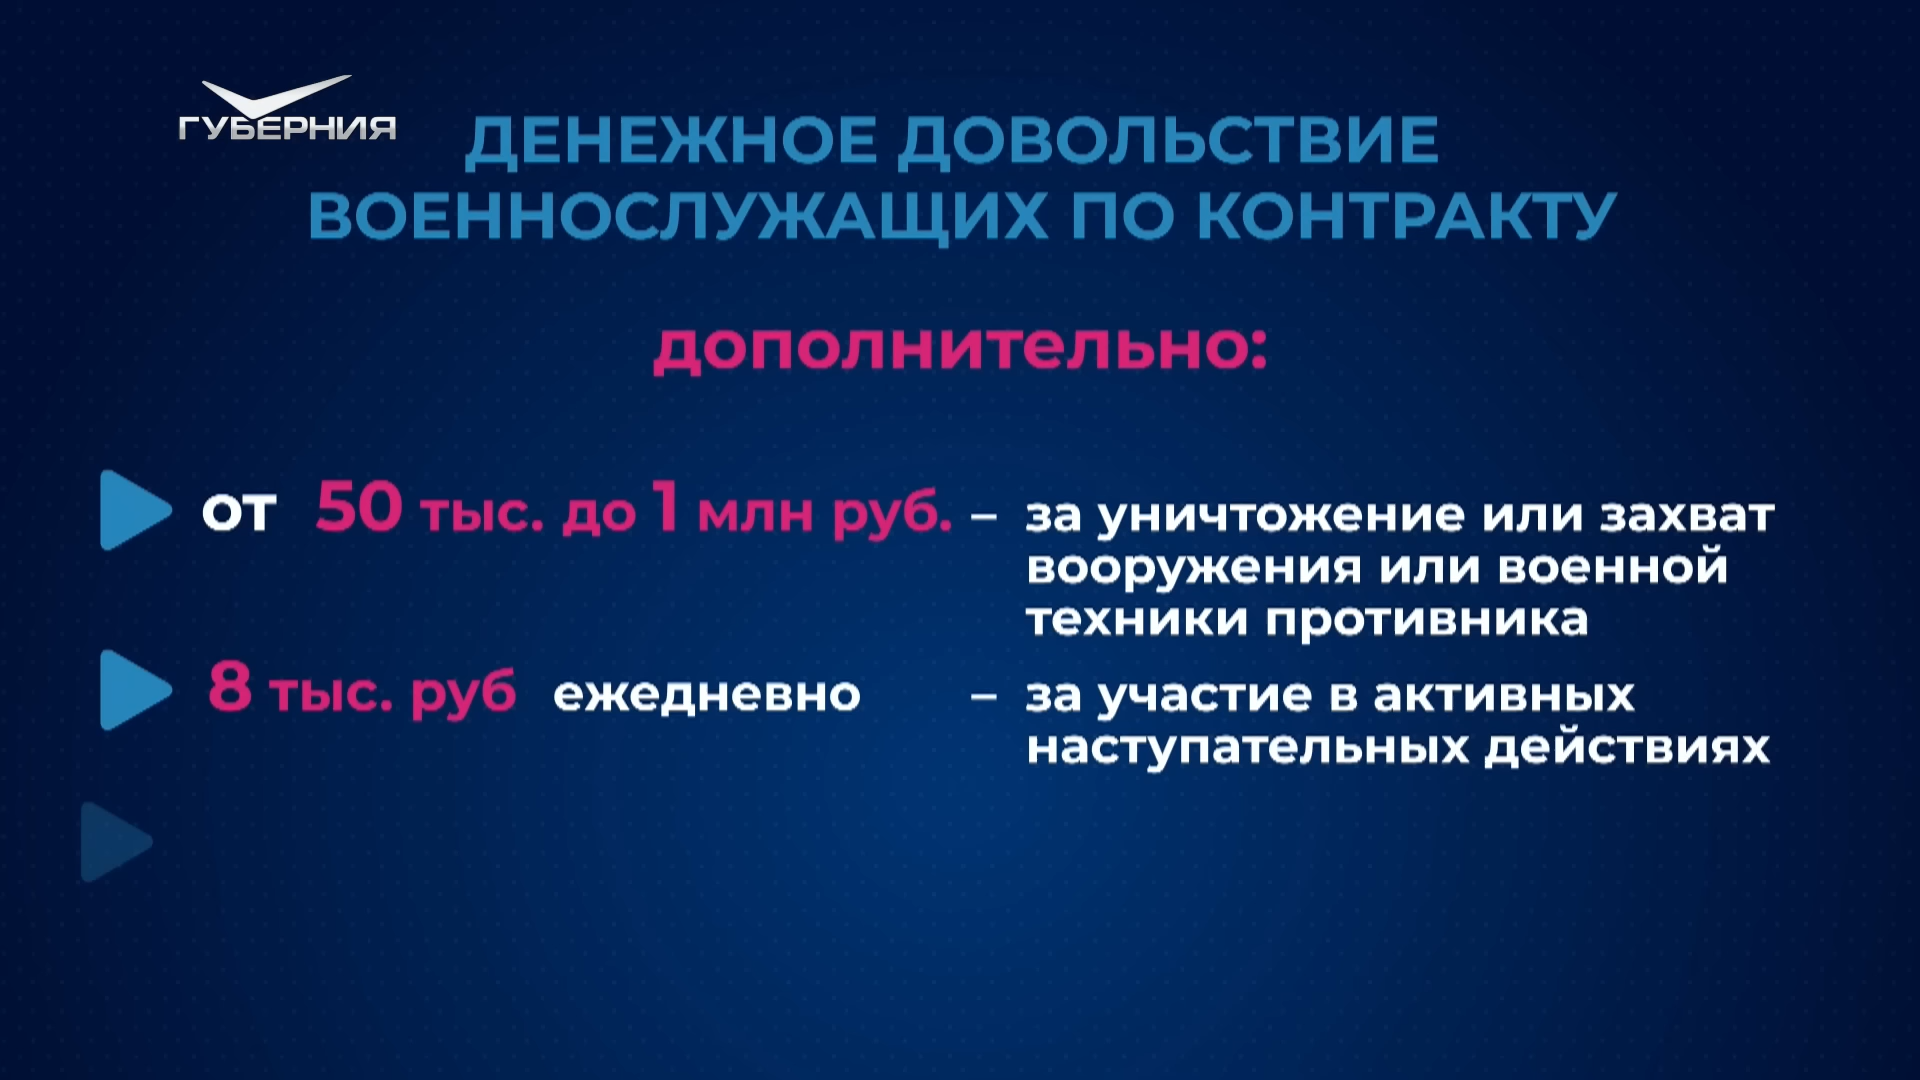 ГУБЕРНИЯ
ДЕНЕЖНОЕ ДОВОЛЬСТВИЕ
ВОЕННОСЛУЖАЩИХ ПО КОНТРАКТУ
дополнительно:
от 50 тыс. до 1 млн руб. – за уничтожение или захват
вооружения или военной
техники противника
8 тыс. руб ежедневно – за участие в активных
наступательных действиях